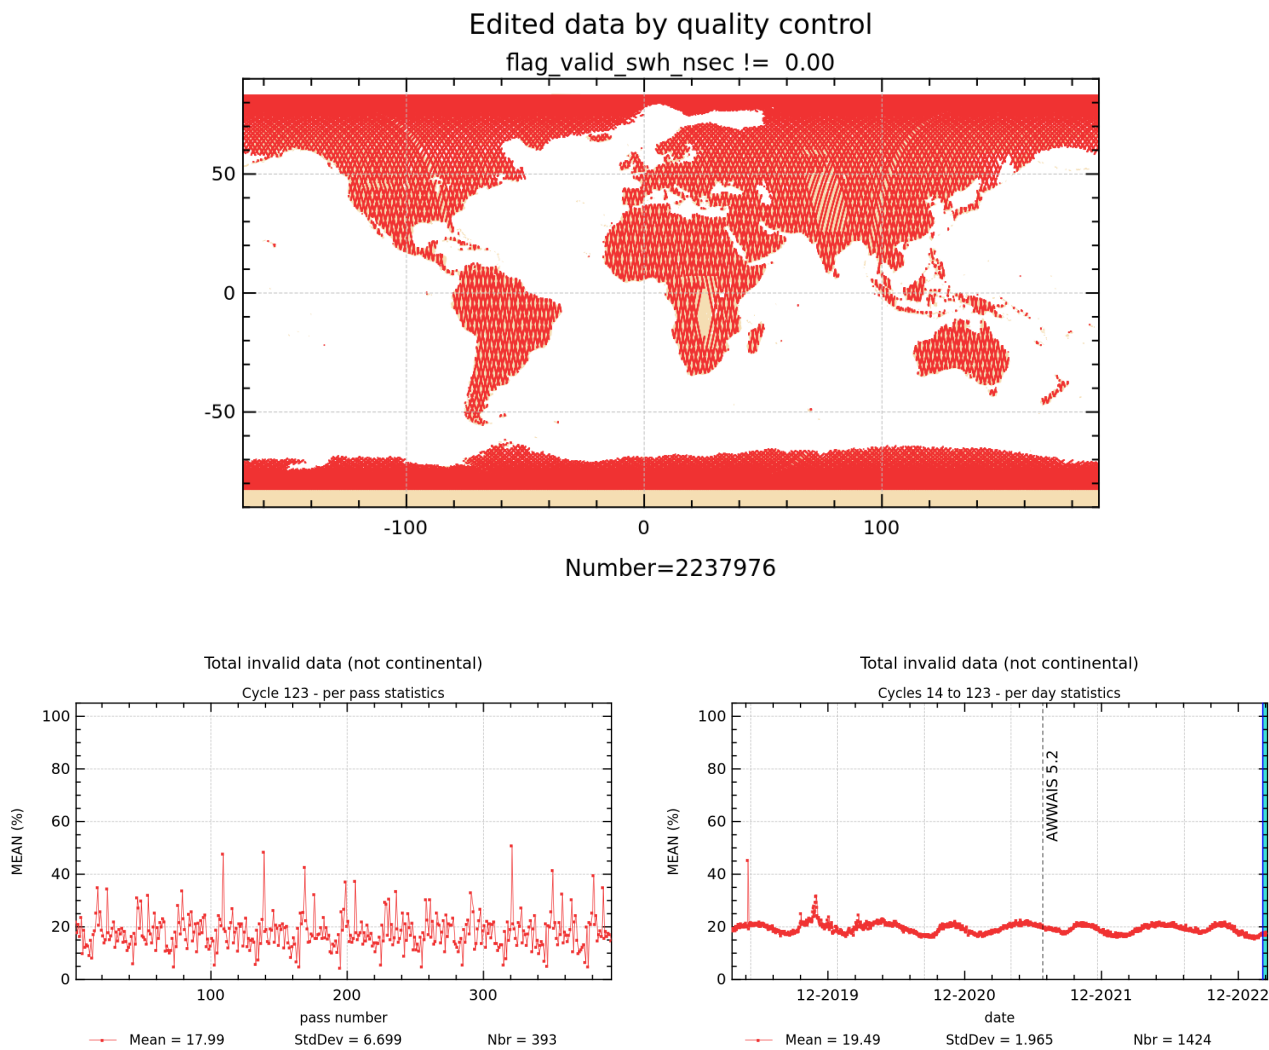 Edited data by quality control
flag_valid_swh_nsec != 0.00
50
0
-50
-100 0 100
Number=2237976
Total invalid data (not continental)
Cycle 123 - per pass statistics
100
80
60
40
20
0
MEAN (%)
100 200 300
pass number
Mean = 17.99 StdDev = 6.699 Nbr = 393
Total invalid data (not continental)
Cycles 14 to 123 - per day statistics
100
80
60
40
20
0
MEAN (%)
AWWAIS 5.2
12-2019 12-2020 12-2021 12-2022
date
Mean = 19.49 StdDev = 1.965 Nbr = 1424